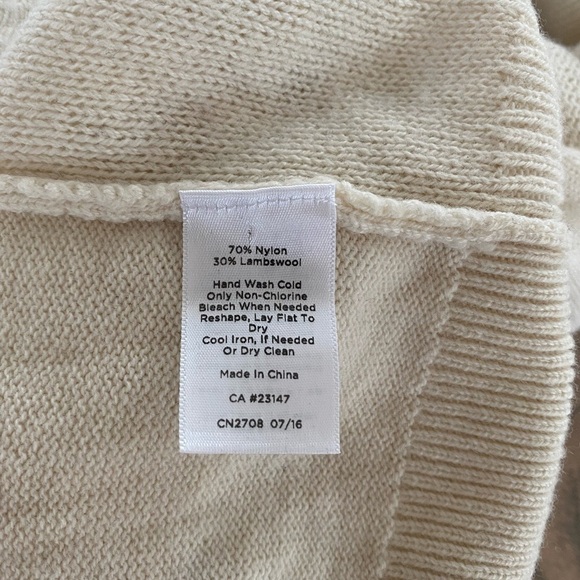 70% Nylon
30% Lambswool
Hand Wash Cold
Only Non-Chlorine
Bleach When Needed
Reshape, Lay Flat To
Dry
Cool Iron, If Needed
Or Dry Clean
Made In China
CA #23147
CN2708 07/16